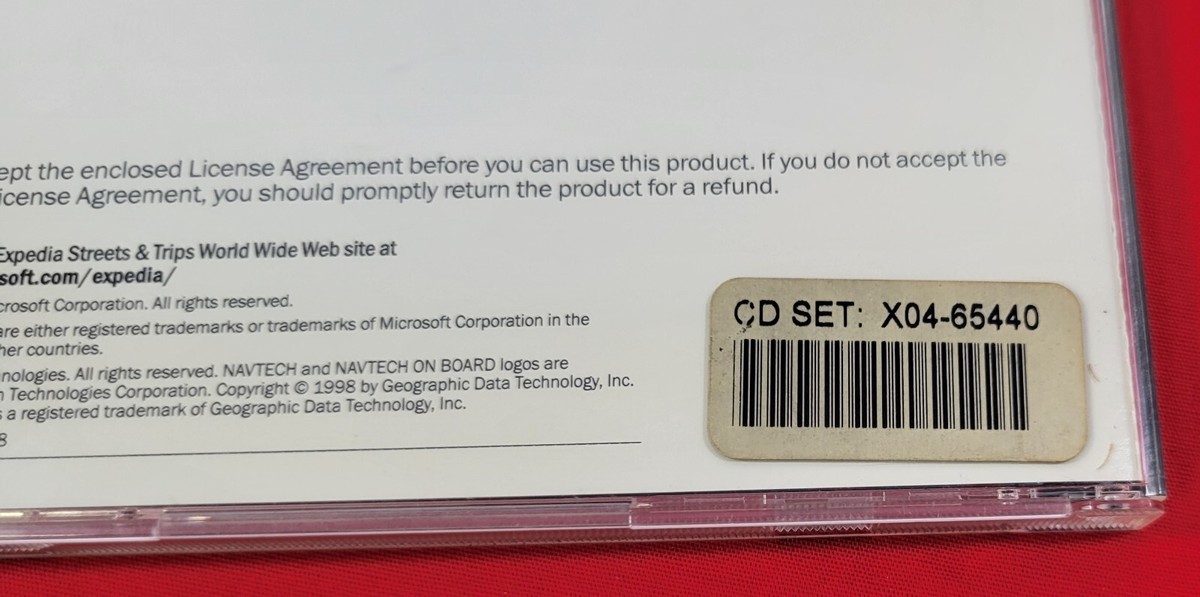 ept the enclosed License Agreement before you can use this product. If you do not accept the
icense Agreement, you should promptly return the product for a refund.
Expedia Streets & Trips World Wide Web site at
soft.com/expedia/
crosoft Corporation. All rights reserved.
are either registered trademarks or trademarks of Microsoft Corporation in the
her countries.
nologies. All rights reserved. NAVTECH and NAVTECH ON BOARD logos are
n Technologies Corporation. Copyright © 1998 by Geographic Data Technology, Inc.
s a registered trademark of Geographic Data Technology, Inc.
8
CD SET: X04-65440